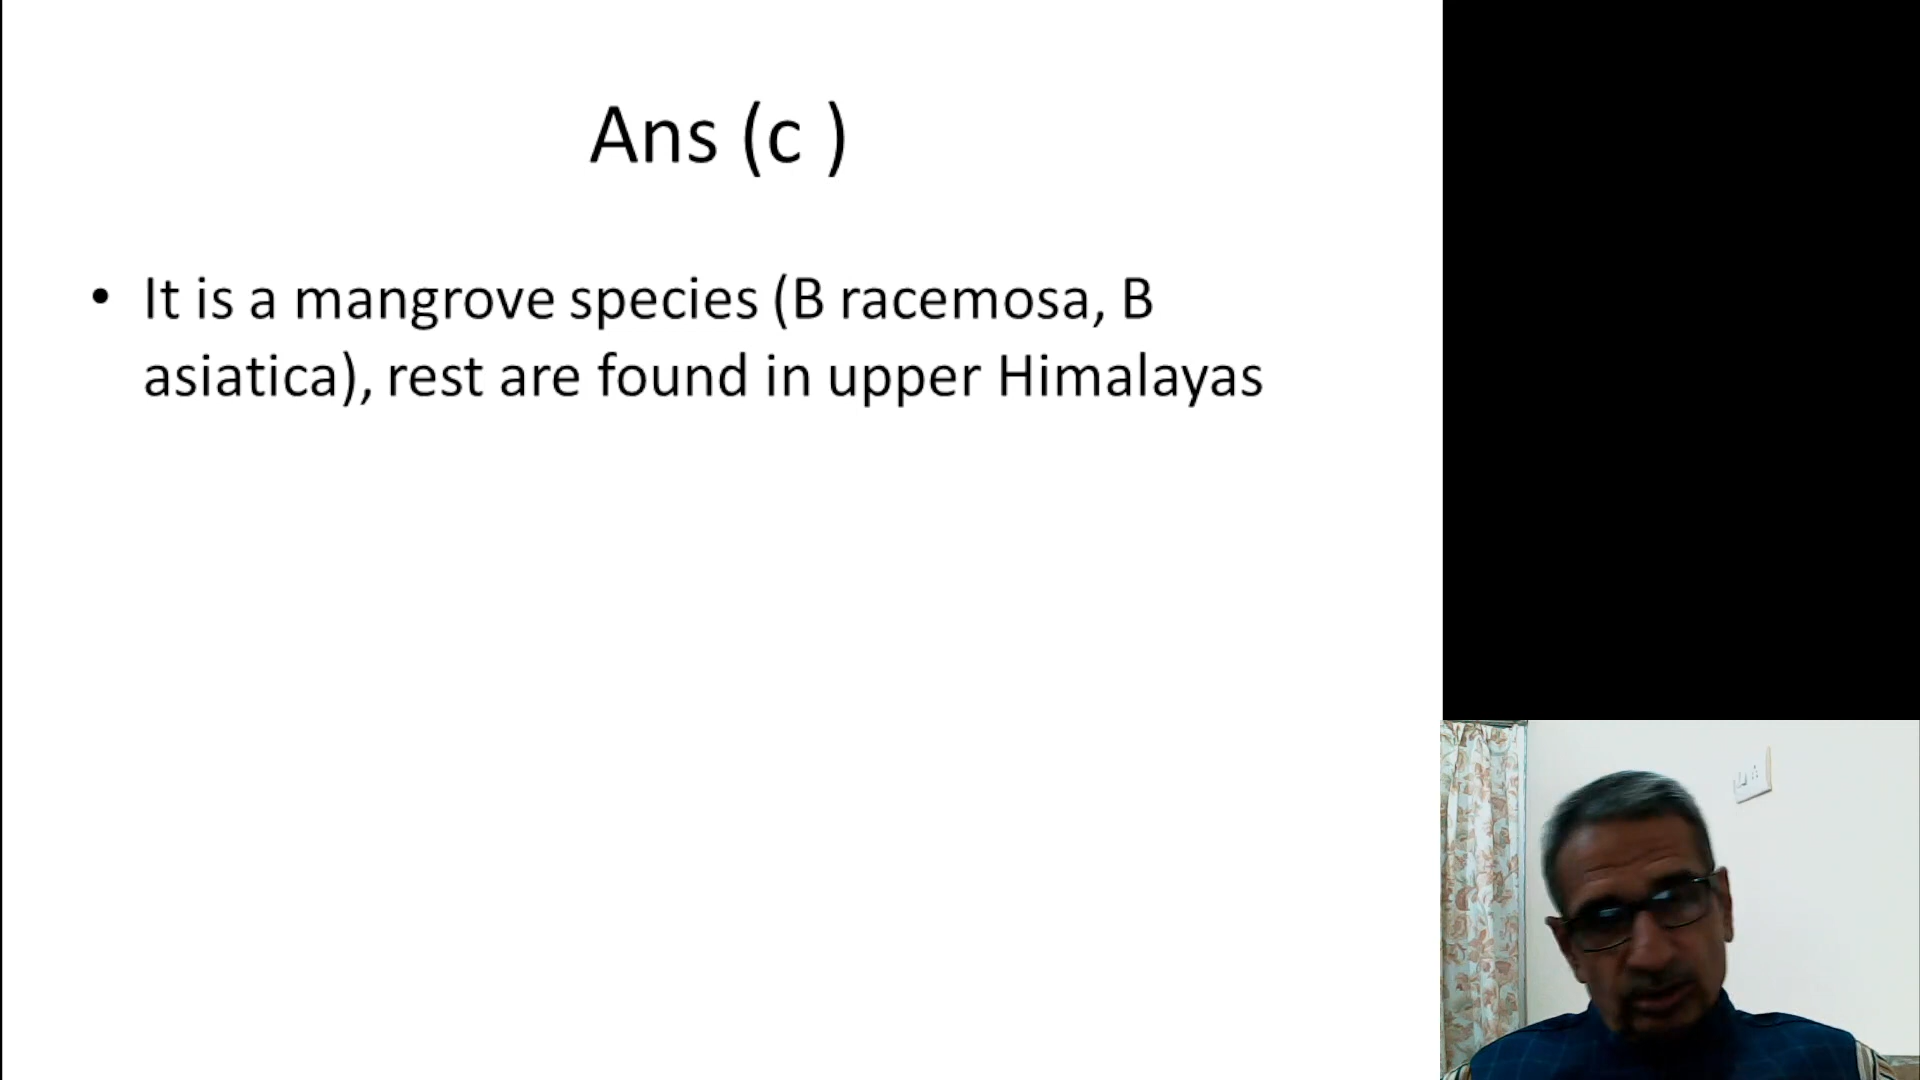 Ans (c )
• It is a mangrove species (B racemosa, B
asiatica), rest are found in upper Himalayas